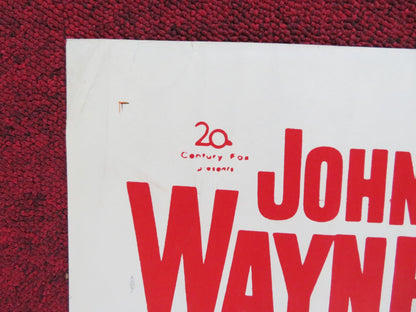 20
Century Fox
presents
JOHN
WAYNE